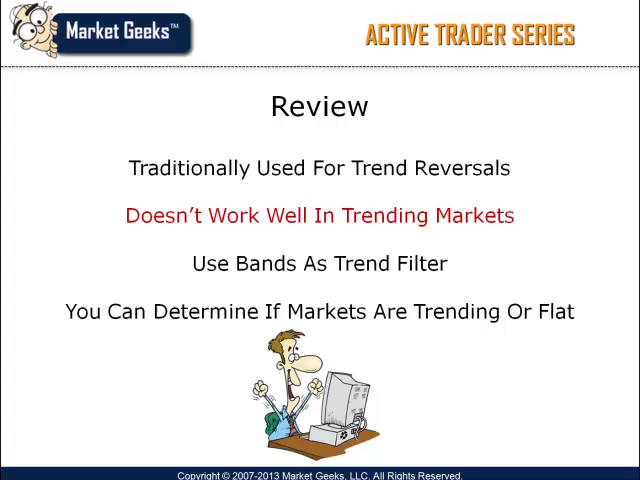 Market Geeks™
ACTIVE TRADER SERIES
Review
Traditionally Used For Trend Reversals
Doesn't Work Well In Trending Markets
Use Bands As Trend Filter
You Can Determine If Markets Are Trending Or Flat
Copyright © 2007-2013 Market Geeks, LLC. All Rights Reserved.